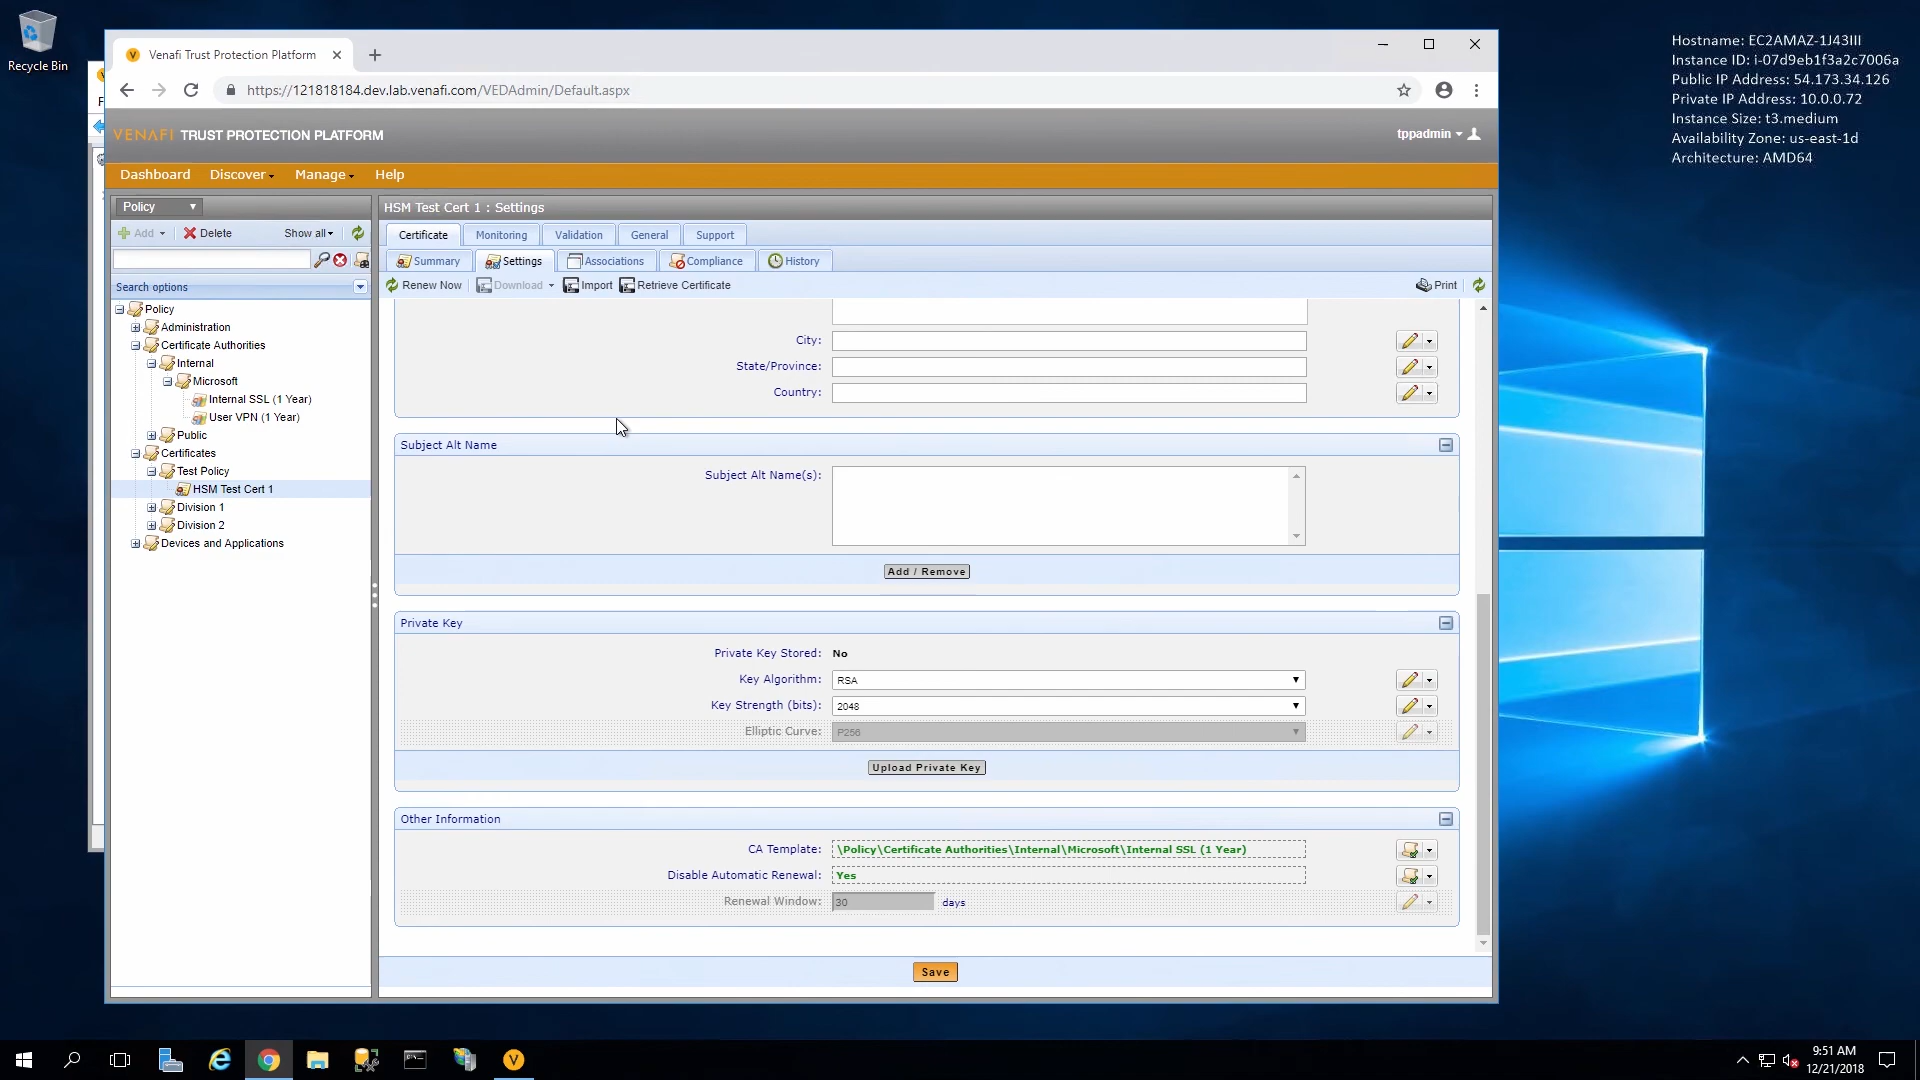 Recycle Bin
Hostname: EC2AMAZ-1J43III
Instance ID: i-07d9eb1f3a2c7006a
Public IP Address: 54.173.34.126
Private IP Address: 10.0.0.72
Instance Size: t3.medium
Availability Zone: us-east-1d
Architecture: AMD64
Venafi Trust Protection Platform
https://121818184.dev.lab.venafi.com/VEDAdmin/Default.aspx
VENAFI TRUST PROTECTION PLATFORM
tppadmin
Dashboard Discover Manage Help
Policy
Add Delete Show all
Search options
Policy
Administration
Certificate Authorities
Internal
Microsoft
Internal SSL (1 Year)
User VPN (1 Year)
Public
Certificates
Test Policy
HSM Test Cert 1
Division 1
Division 2
Devices and Applications
HSM Test Cert 1 : Settings
Certificate Monitoring Validation General Support
Summary Settings Associations Compliance History
Renew Now Download Import Retrieve Certificate Print
City:
State/Province:
Country:
Subject Alt Name
Subject Alt Name(s):
Add / Remove
Private Key
Private Key Stored: No
Key Algorithm: RSA
Key Strength (bits): 2048
Elliptic Curve: P256
Upload Private Key
Other Information
CA Template: \Policy\Certificate Authorities\Internal\Microsoft\Internal SSL (1 Year)
Disable Automatic Renewal: Yes
Renewal Window: 30 days
Save
9:51 AM
12/21/2018